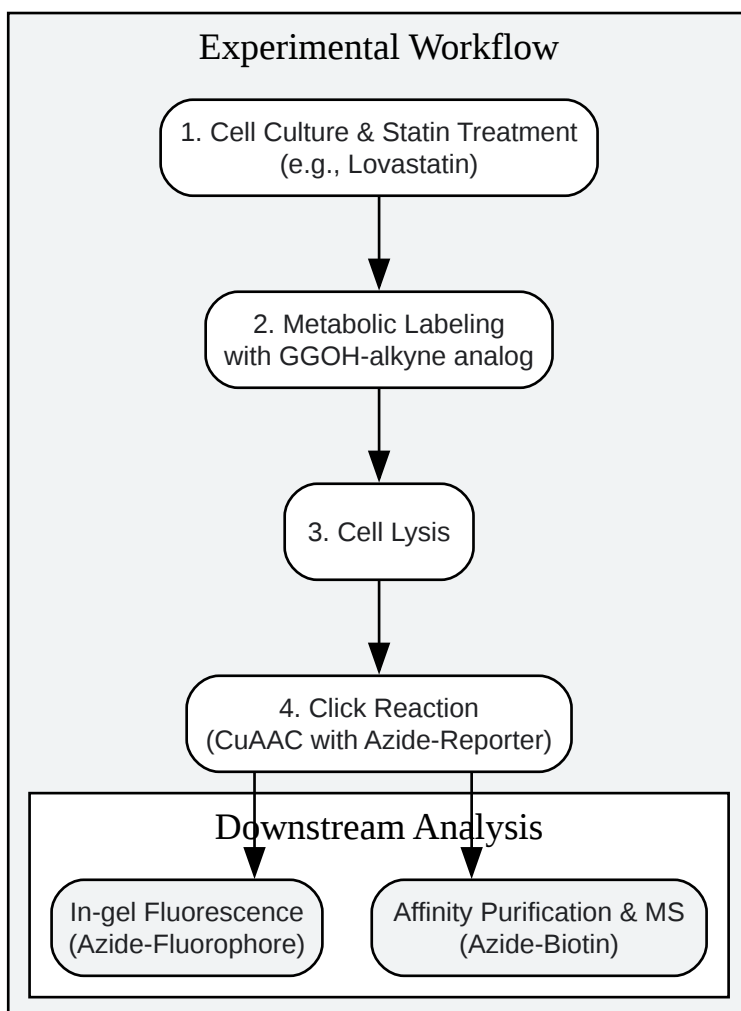 Experimental Workflow
1. Cell Culture & Statin Treatment
(e.g., Lovastatin)
2. Metabolic Labeling
with GGOH-alkyne analog
3. Cell Lysis
4. Click Reaction
(CuAAC with Azide-Reporter)
Downstream Analysis
In-gel Fluorescence
(Azide-Fluorophore)
Affinity Purification & MS
(Azide-Biotin)